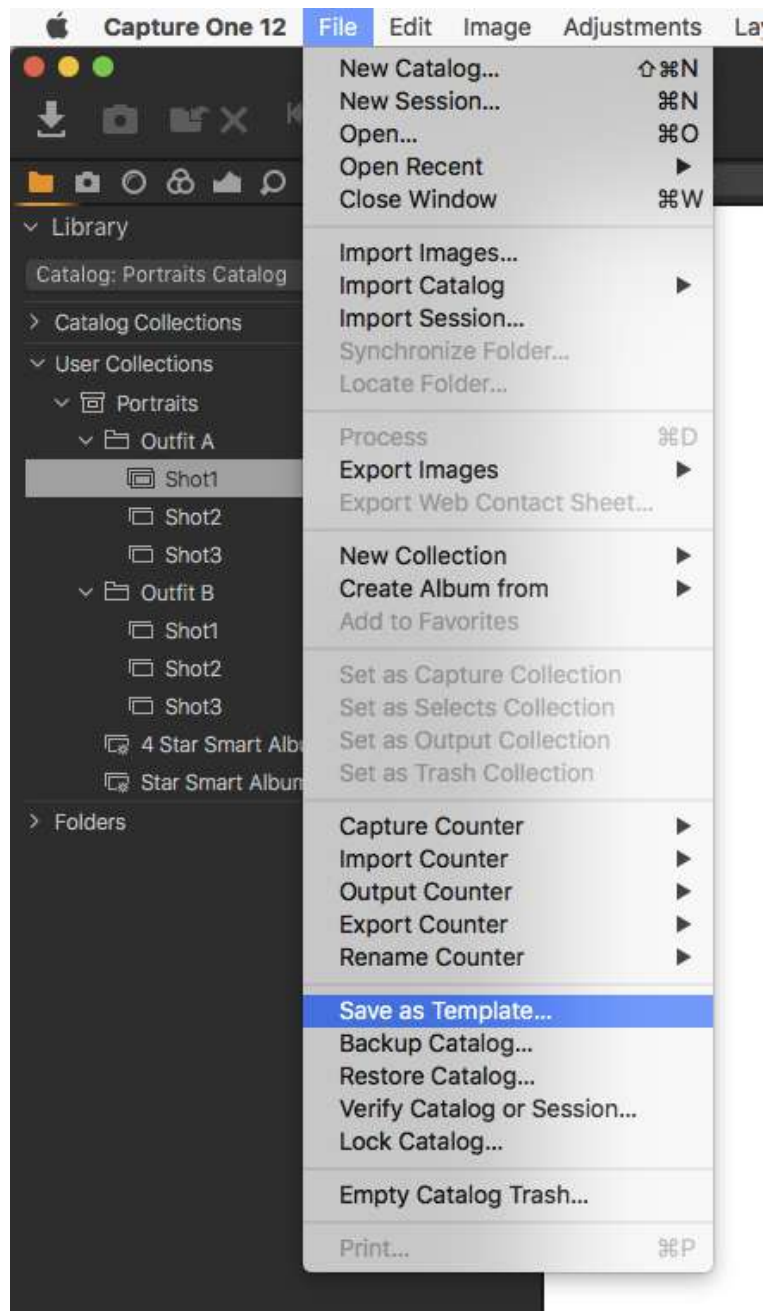 Capture One 12 File Edit Image Adjustments La
New Catalog... ⇧⌘N
New Session... ⌘N
Open... ⌘O
Open Recent ▶
Close Window ⌘W
Import Images...
Import Catalog ▶
Import Session...
Synchronize Folder...
Locate Folder...
Process ⌘D
Export Images ▶
Export Web Contact Sheet...
New Collection ▶
Create Album from ▶
Add to Favorites
Set as Capture Collection
Set as Selects Collection
Set as Output Collection
Set as Trash Collection
Capture Counter ▶
Import Counter ▶
Output Counter ▶
Export Counter ▶
Rename Counter ▶
Save as Template...
Backup Catalog...
Restore Catalog...
Verify Catalog or Session...
Lock Catalog...
Empty Catalog Trash...
Print... ⌘P
Library
Catalog: Portraits Catalog
Catalog Collections
User Collections
Portraits
Outfit A
Shot1
Shot2
Shot3
Outfit B
Shot1
Shot2
Shot3
4 Star Smart Albu
Star Smart Album
Folders